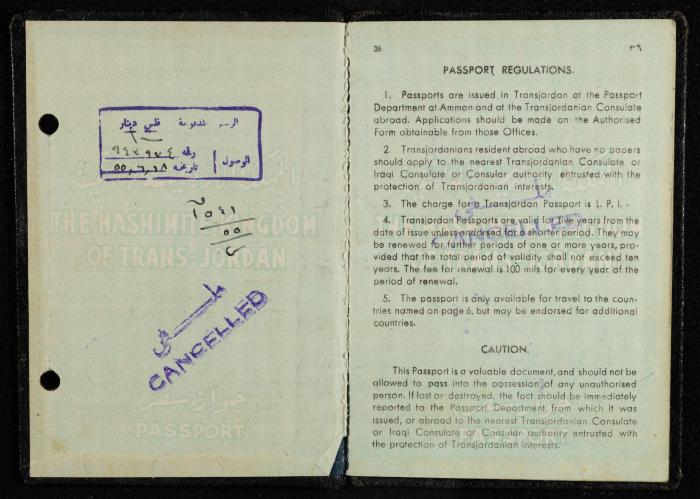 الرسوم المدفوعة فلس دينار
الوصول رقمه ٩٤٢٩٧٤
تاريخه ١٨ر٦ر٥٥
THE HASHIMITE KINGDOM
OF TRANS-JORDAN
ملغى
CANCELLED
جواز سفر
PASSPORT
36
٣٦
PASSPORT REGULATIONS.
1. Passports are issued in Transjordan at the Passport
Department at Amman and at the Transjordanian Consulate
abroad. Applications should be made on the Authorised
Form obtainable from those Offices.
2. Transjordanians resident abroad who have no papers
should apply to the nearest Transjordanian Consulate or
Iraqi Consulate or Consular authority entrusted with the
protection of Transjordanian interests.
3. The charge for a Transjordan Passport is L.P.I.-
4. Transjordan Passports are valid for five years from the
date of issue unless endorsed for a shorter period. They may
be renewed for further periods of one or more years, pro-
vided that the total period of validity shall not exceed ten
years. The fee for renewal is 100 mils for every year of the
period of renewal.
5. The passport is only available for travel to the coun-
tries named on page 6, but may be endorsed for additional
countries.
ملغى
CANCELLED
CAUTION.
This Passport is a valuable document, and should not be
allowed to pass into the possession of any unauthorised
person. If lost or destroyed, the fact should be immediately
reported to the Passport Department from which it was
issued, or abroad to the nearest Transjordanian Consulate
or Iraqi Consulate or Consular authority entrusted with
the protection of Transjordanian interests.